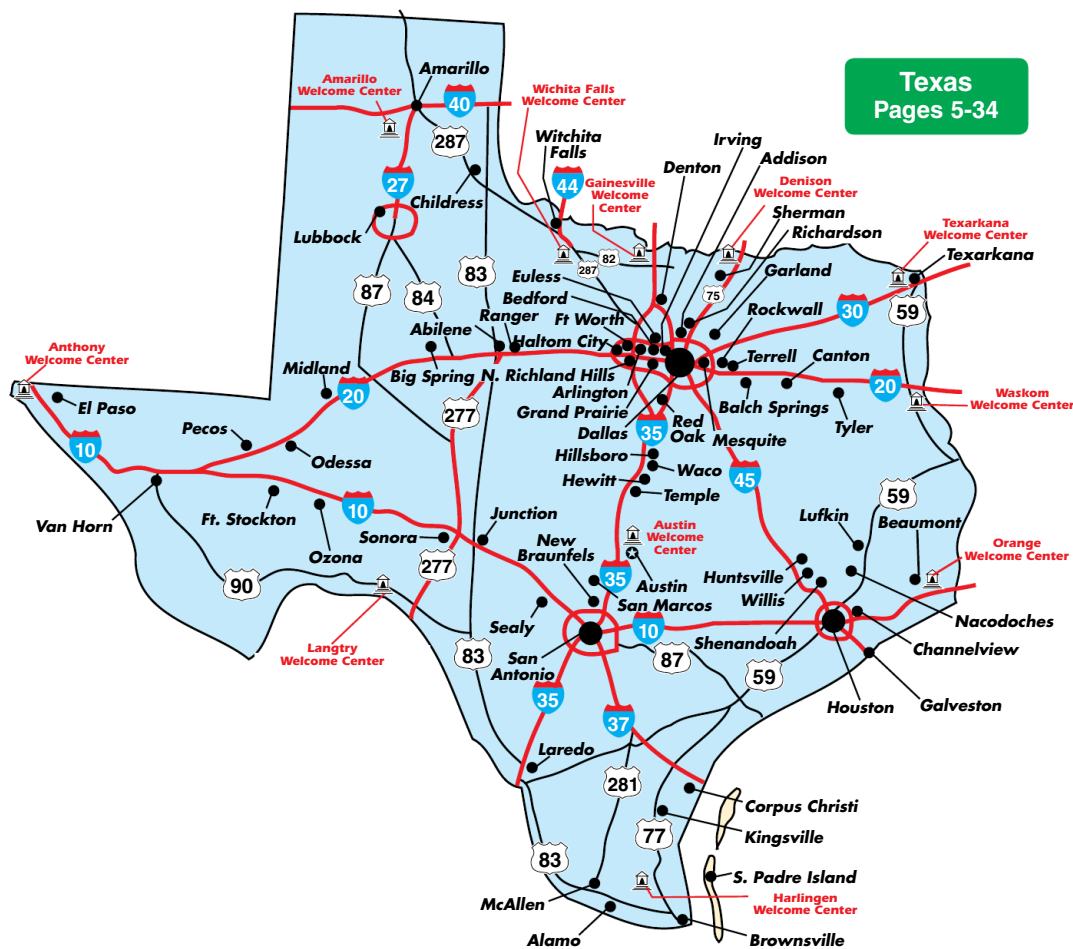 Texas
Pages 5-34
Amarillo
Amarillo
Welcome Center
40
Wichita Falls
Welcome Center
287
Witchita
Falls
Irving
Addison
Denton
44
27
Childress
Gainesville
Welcome
Center
Denison
Welcome Center
Sherman
Richardson
Texarkana
Welcome Center
Texarkana
Lubbock
82
287
83
Euless
Garland
75
87
84
Bedford
Rockwall
30
59
Ranger
Abilene
Ft Worth
Haltom City
Anthony
Welcome Center
Midland
Big Spring
N. Richland Hills
Terrell
Canton
20
El Paso
20
Arlington
Balch Springs
Waskom
Welcome Center
277
Grand Prairie
Tyler
Pecos
10
Odessa
Dallas
35
Red
Oak
Mesquite
Hillsboro
Waco
45
Hewitt
Temple
59
Van Horn
Ft. Stockton
10
Junction
Lufkin
Beaumont
Ozona
Sonora
New
Braunfels
Austin
Welcome
Center
Orange
Welcome Center
277
35
Austin
Huntsville
Willis
90
Sealy
San Marcos
Nacodoches
10
Shenandoah
Channelview
Langtry
Welcome Center
83
San
Antonio
87
59
35
37
Houston
Galveston
Laredo
281
Corpus Christi
77
Kingsville
83
S. Padre Island
McAllen
Harlingen
Welcome Center
Alamo
Brownsville